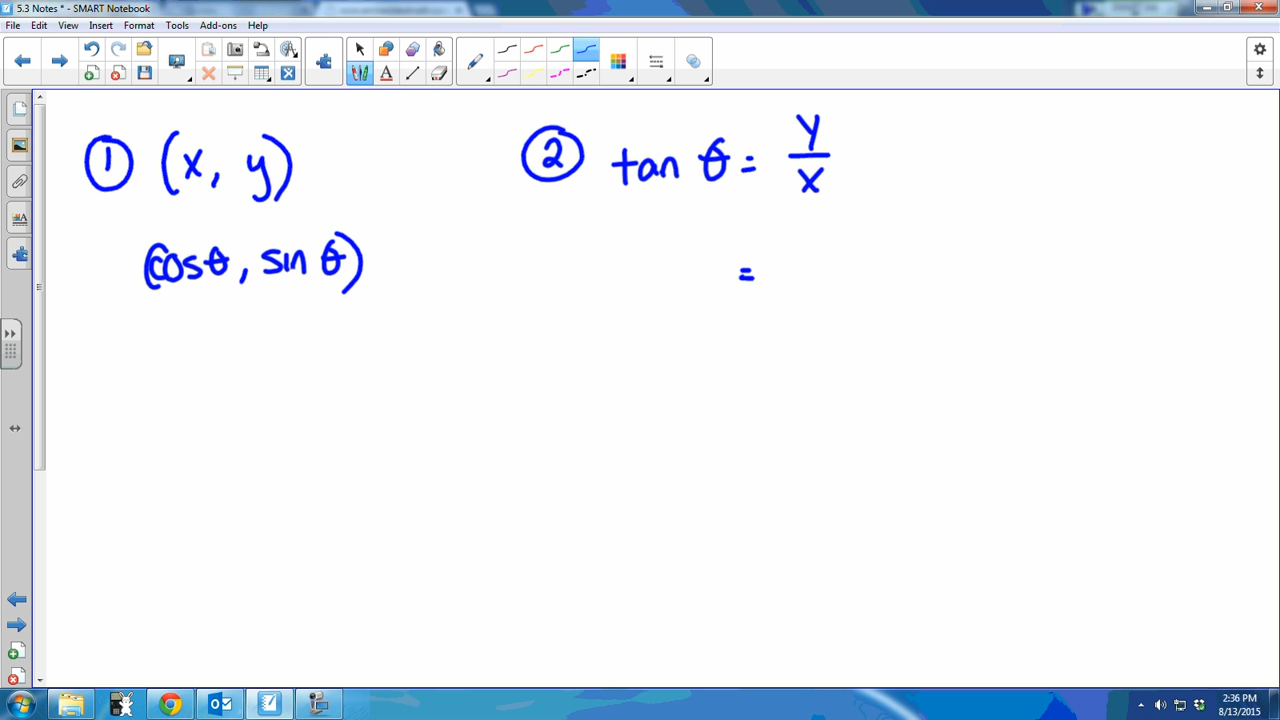 5.3 Notes * - SMART Notebook
File Edit View Insert Format Tools Add-ons Help
① (x, y)
② tan θ = y/x
(cosθ, sin θ)
=
2:36 PM
8/13/2015